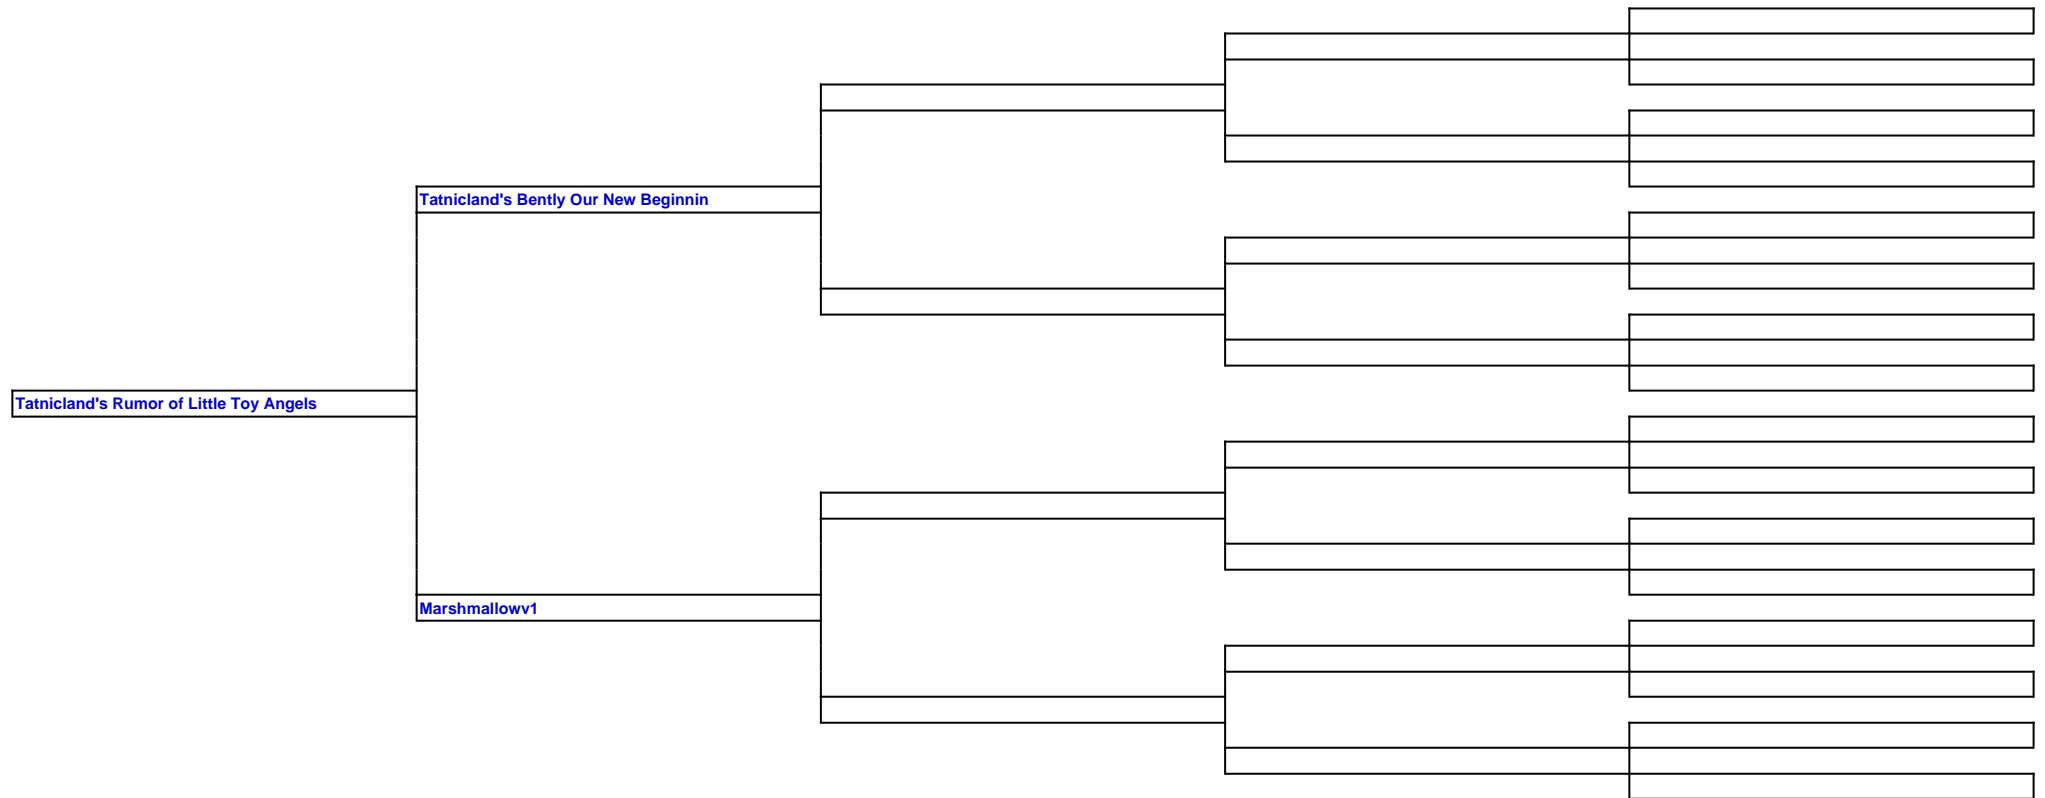 Tatnicland's Bently Our New Beginnin
Tatnicland's Rumor of Little Toy Angels
Marshmallowv1